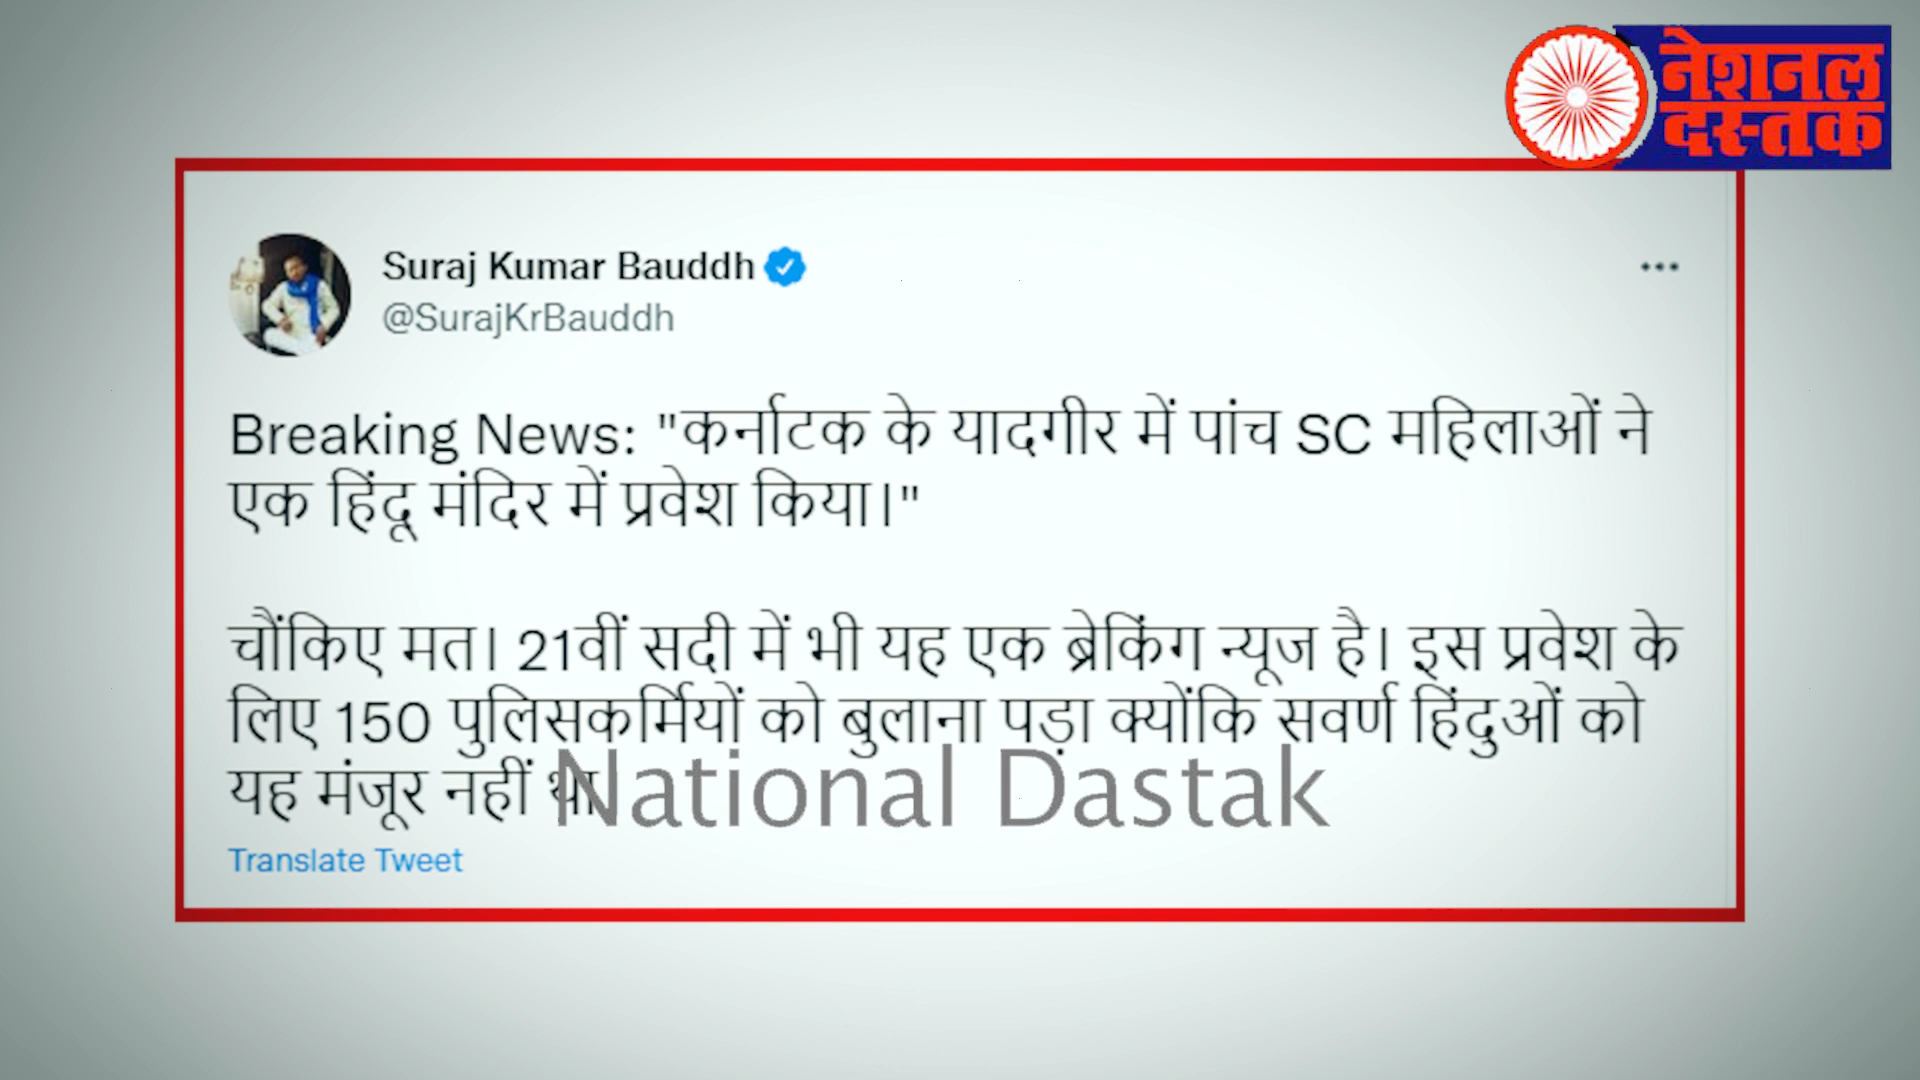 नेशनल
दस्तक
Suraj Kumar Bauddh
@SurajKrBauddh
Breaking News: "कर्नाटक के यादगीर में पांच SC महिलाओं ने
एक हिंदू मंदिर में प्रवेश किया।"
चौंकिए मत। 21वीं सदी में भी यह एक ब्रेकिंग न्यूज है। इस प्रवेश के
लिए 150 पुलिसकर्मियों को बुलाना पड़ा क्योंकि सवर्ण हिंदुओं को
यह मंजूर नहीं था
National Dastak
Translate Tweet